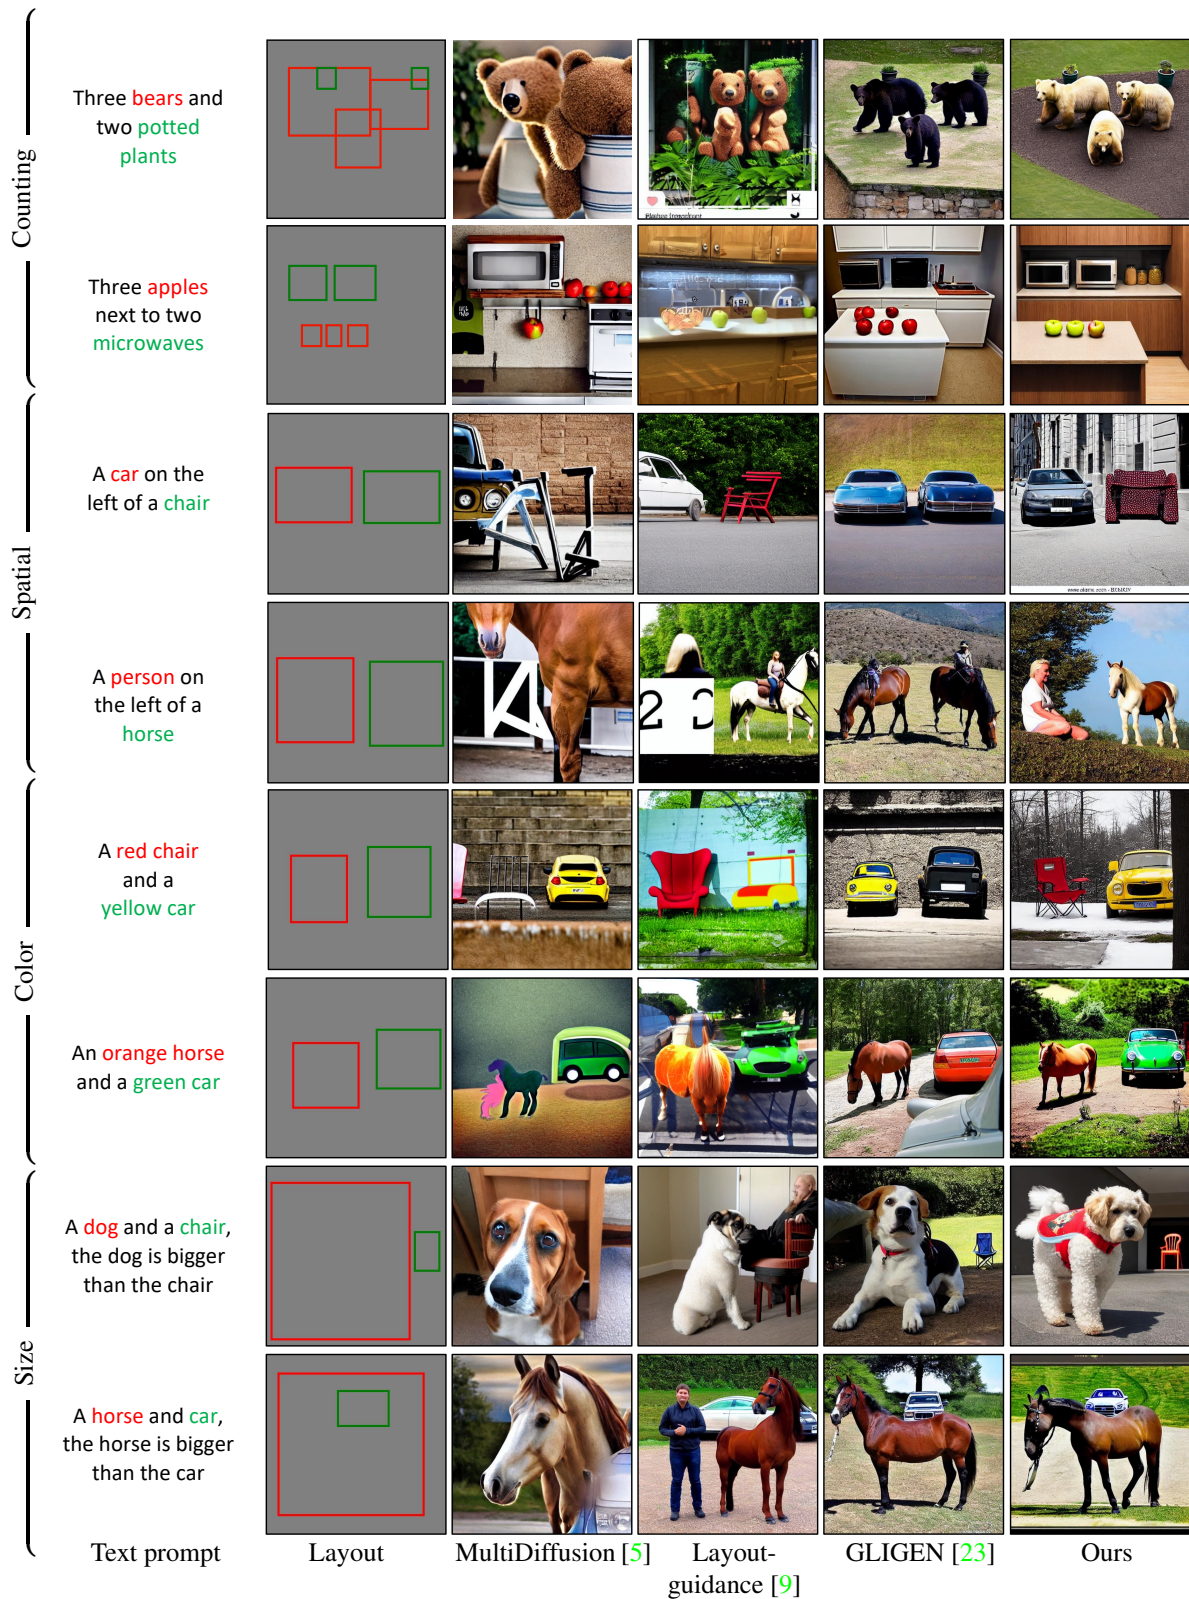 Counting
Three bears and
two potted
plants
Three apples
next to two
microwaves
Spatial
A car on the
left of a chair
A person on
the left of a
horse
Color
A red chair
and a
yellow car
An orange horse
and a green car
Size
A dog and a chair,
the dog is bigger
than the chair
A horse and car,
the horse is bigger
than the car
Text prompt
Layout
MultiDiffusion [5]
Layout-
guidance [9]
GLIGEN [23]
Ours